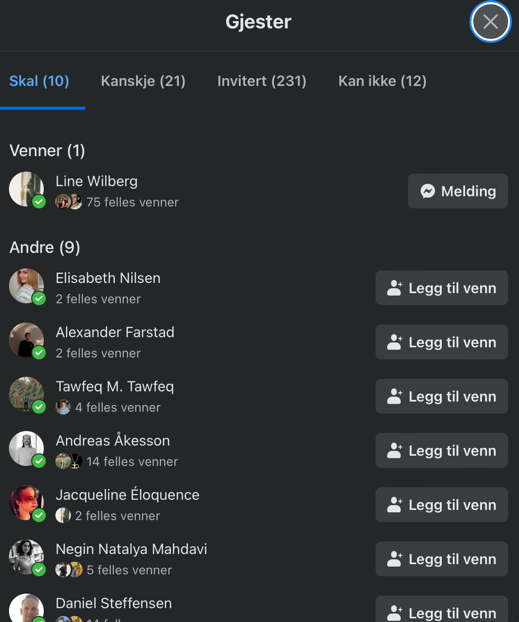 Gjester
Skal (10) Kanskje (21) Invitert (231) Kan ikke (12)
Venner (1)
Line Wilberg
75 felles venner
Melding
Andre (9)
Elisabeth Nilsen
2 felles venner
Legg til venn
Alexander Farstad
2 felles venner
Legg til venn
Tawfeq M. Tawfeq
4 felles venner
Legg til venn
Andreas Åkesson
14 felles venner
Legg til venn
Jacqueline Éloquence
2 felles venner
Legg til venn
Negin Natalya Mahdavi
5 felles venner
Legg til venn
Daniel Steffensen
Legg til venn